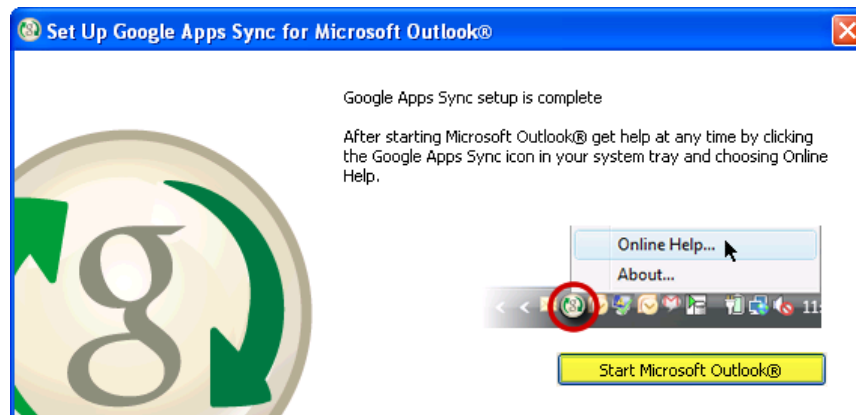 Set Up Google Apps Sync for Microsoft Outlook®
Google Apps Sync setup is complete
After starting Microsoft Outlook® get help at any time by clicking
the Google Apps Sync icon in your system tray and choosing Online
Help.
Online Help...
About...
11:
g
Start Microsoft Outlook®